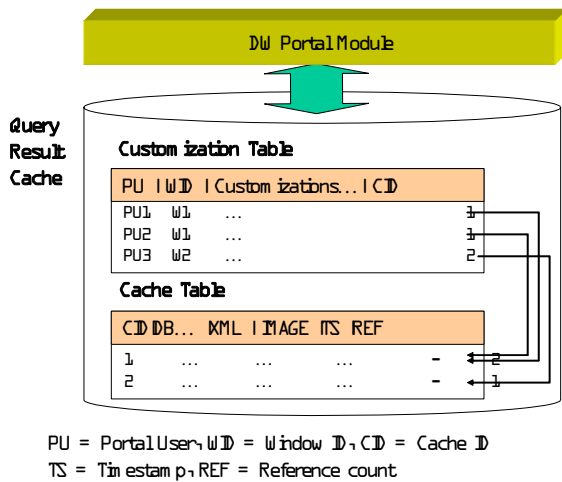 DW Portal Module
Query
Result
Cache
Customization Table
PU | WID | Customizations... | CID
PU1 W1 ... 1
PU2 W1 ... 1
PU3 W2 ... 2
Cache Table
CID|DB... |XML | IMAGE |TS |REF
1 ... ... ... - 2
2 ... ... ... - 1
PU = Portal User, WID = Window ID, CID = Cache ID
TS = Timestamp, REF = Reference count